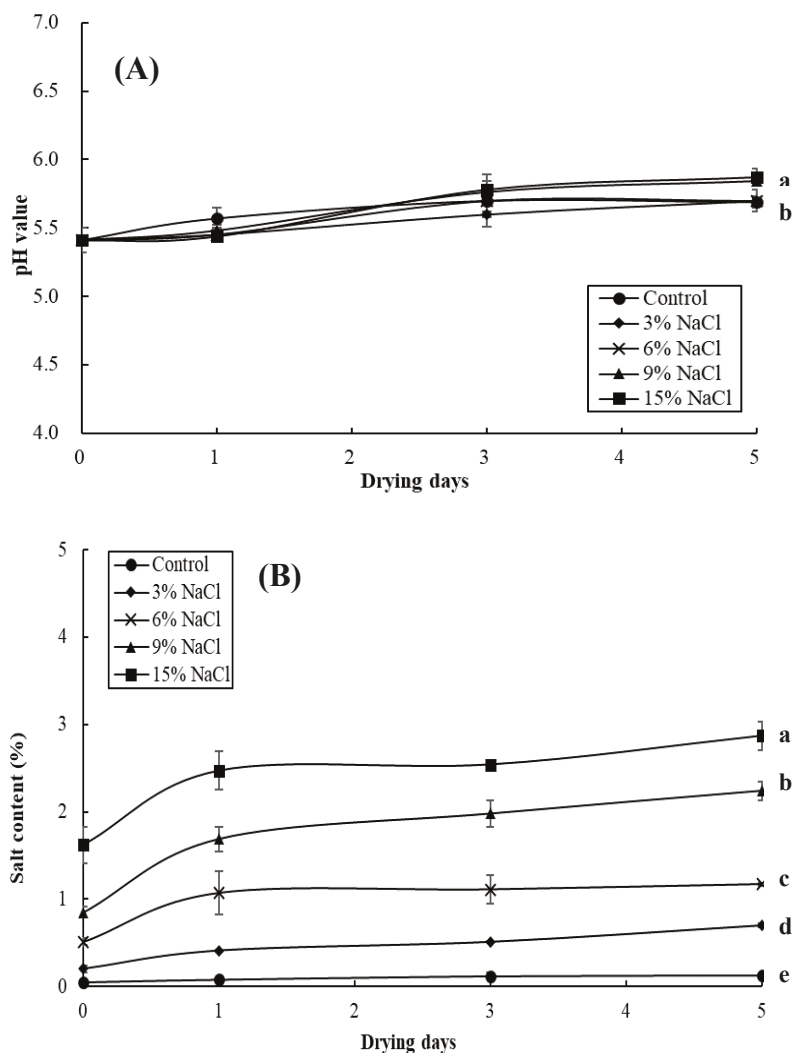 7.0
(A)
6.5
6.0
a
5.5
b
pH value
5.0
Control
3% NaCl
6% NaCl
4.5
9% NaCl
15% NaCl
4.0
0 1 2 3 4 5
Drying days
5
Control
(B)
3% NaCl
6% NaCl
4
9% NaCl
15% NaCl
3
a
b
Salt content (%)
2
c
1
d
0
e
0 1 2 3 4 5
Drying days